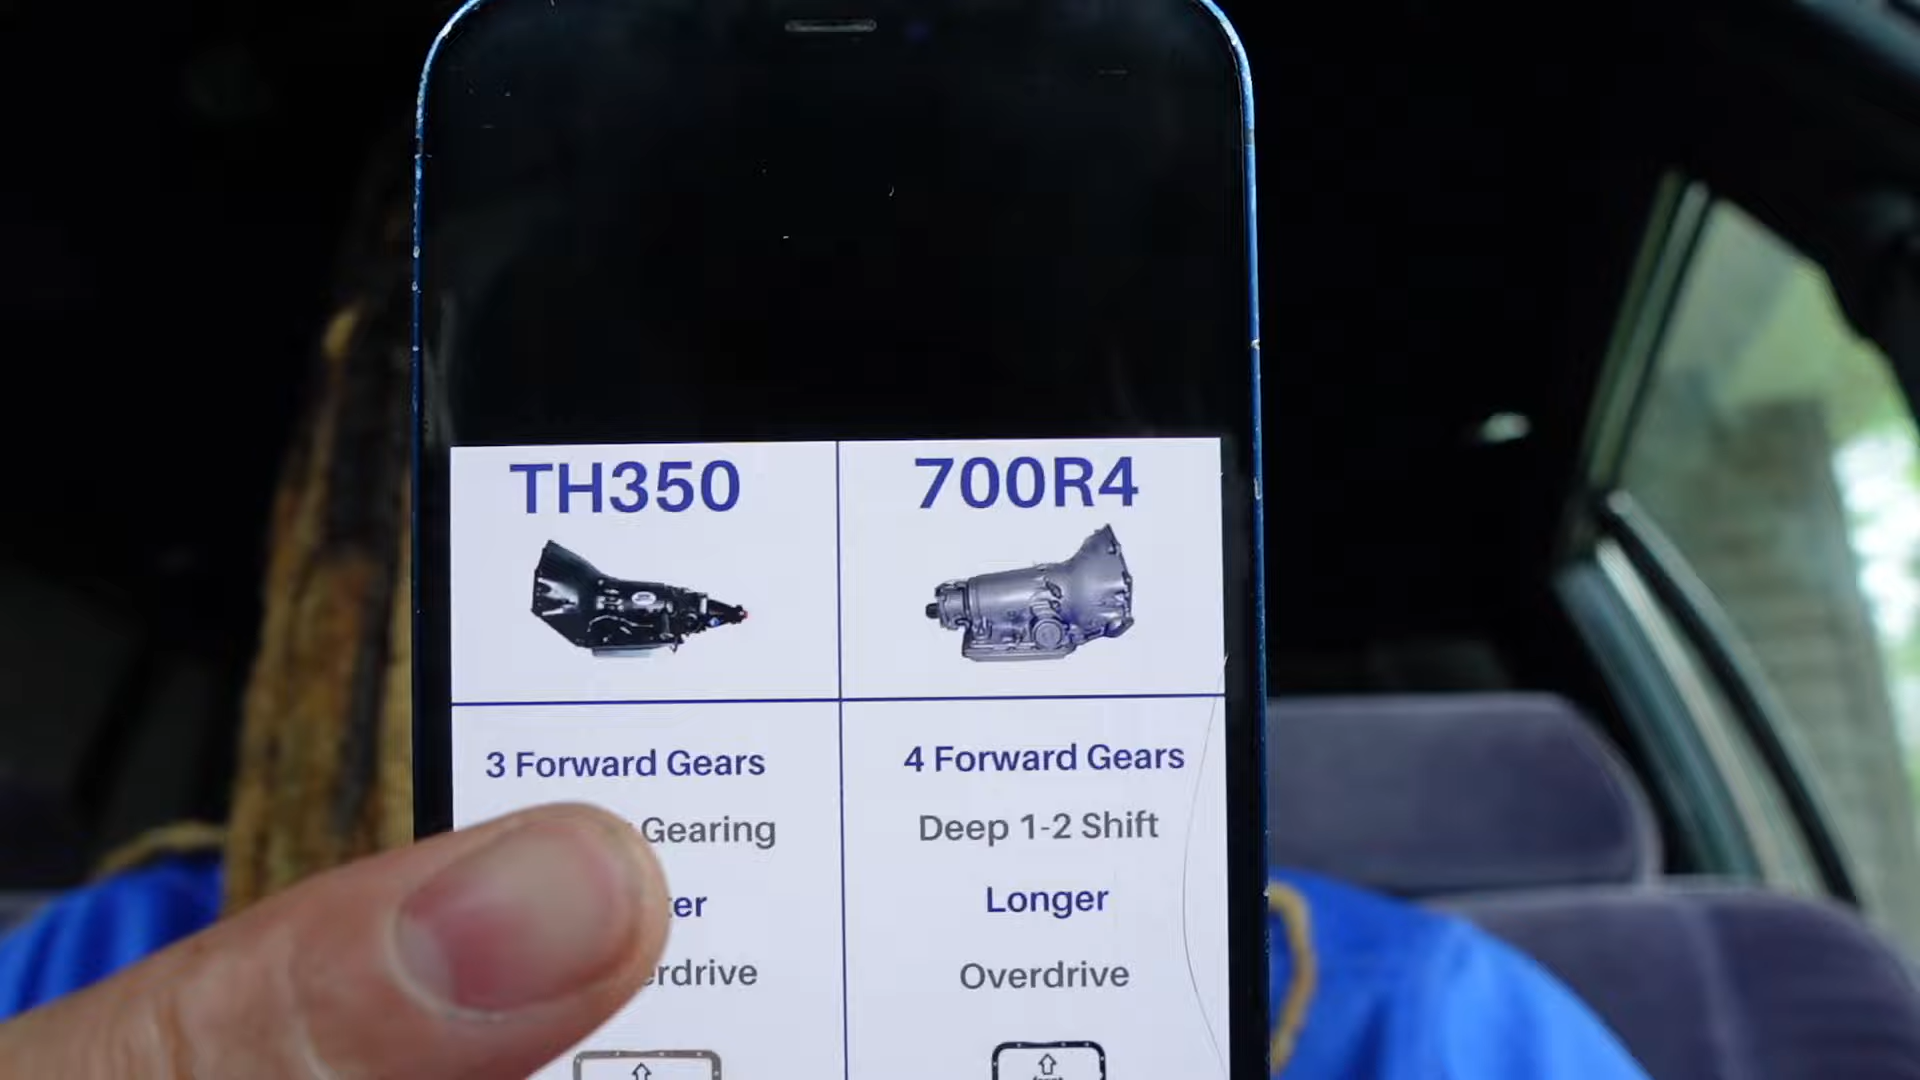 TH350
700R4
3 Forward Gears
4 Forward Gears
Gearing
Deep 1-2 Shift
Longer
Overdrive